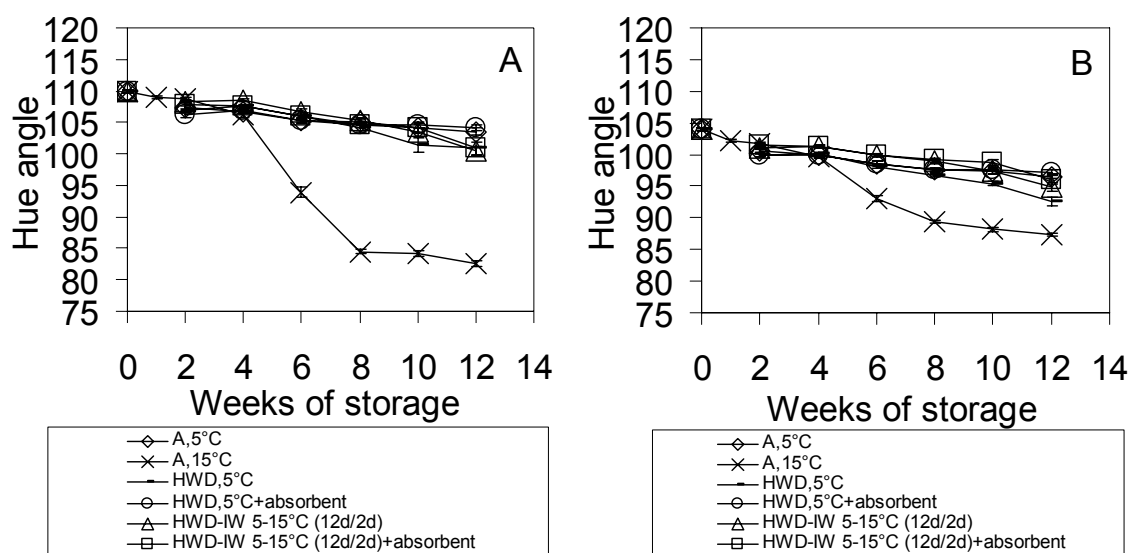 120
115
110
105
100
95
90
85
80
75
Hue angle
A
0 2 4 6 8 10 12 14
Weeks of storage
A,5°C
A,15°C
HWD,5°C
HWD,5°C+absorbent
HWD-IW 5-15°C (12d/2d)
HWD-IW 5-15°C (12d/2d)+absorbent
120
115
110
105
100
95
90
85
80
75
Hue angle
B
0 2 4 6 8 10 12 14
Weeks of storage
A,5°C
A,15°C
HWD,5°C
HWD,5°C+absorbent
HWD-IW 5-15°C (12d/2d)
HWD-IW 5-15°C (12d/2d)+absorbent